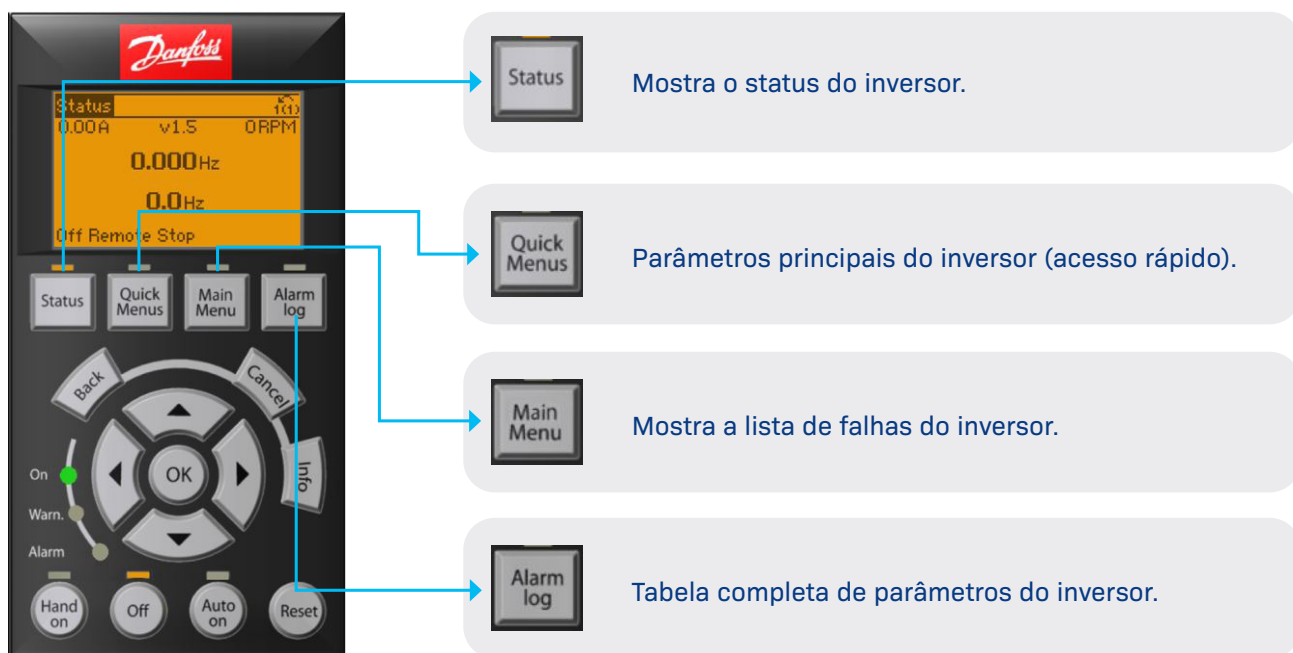 Danfoss
Status
1(1)
0.00A v1.5 0RPM
0.000Hz
0.0Hz
Off Remote Stop
Status
Quick
Menus
Main
Menu
Alarm
log
Back
Cancel
Info
OK
On
Warn.
Alarm
Hand
on
Off
Auto
on
Reset
Status
Mostra o status do inversor.
Quick
Menus
Parâmetros principais do inversor (acesso rápido).
Main
Menu
Mostra a lista de falhas do inversor.
Alarm
log
Tabela completa de parâmetros do inversor.